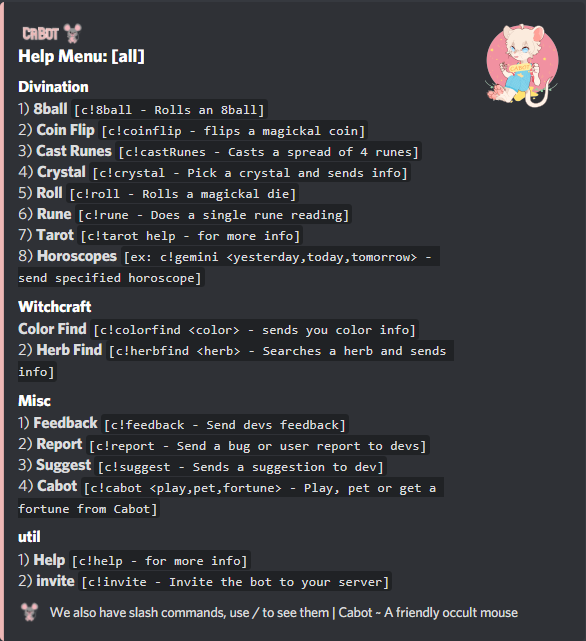 CABOT
Help Menu: [all]
Divination
1) 8ball [c!8ball - Rolls an 8ball]
2) Coin Flip [c!coinflip - flips a magickal coin]
3) Cast Runes [c!castRunes - Casts a spread of 4 runes]
4) Crystal [c!crystal - Pick a crystal and sends info]
5) Roll [c!roll - Rolls a magickal die]
6) Rune [c!rune - Does a single rune reading]
7) Tarot [c!tarot help - for more info]
8) Horoscopes [ex: c!gemini <yesterday,today,tomorrow> -
send specified horoscope]
Witchcraft
Color Find [c!colorfind <color> - sends you color info]
2) Herb Find [c!herbfind <herb> - Searches a herb and sends
info]
Misc
1) Feedback [c!feedback - Send devs feedback]
2) Report [c!report - Send a bug or user report to devs]
3) Suggest [c!suggest - Sends a suggestion to dev]
4) Cabot [c!cabot <play,pet,fortune> - Play, pet or get a
fortune from Cabot]
util
1) Help [c!help - for more info]
2) invite [c!invite - Invite the bot to your server]
We also have slash commands, use / to see them | Cabot ~ A friendly occult mouse